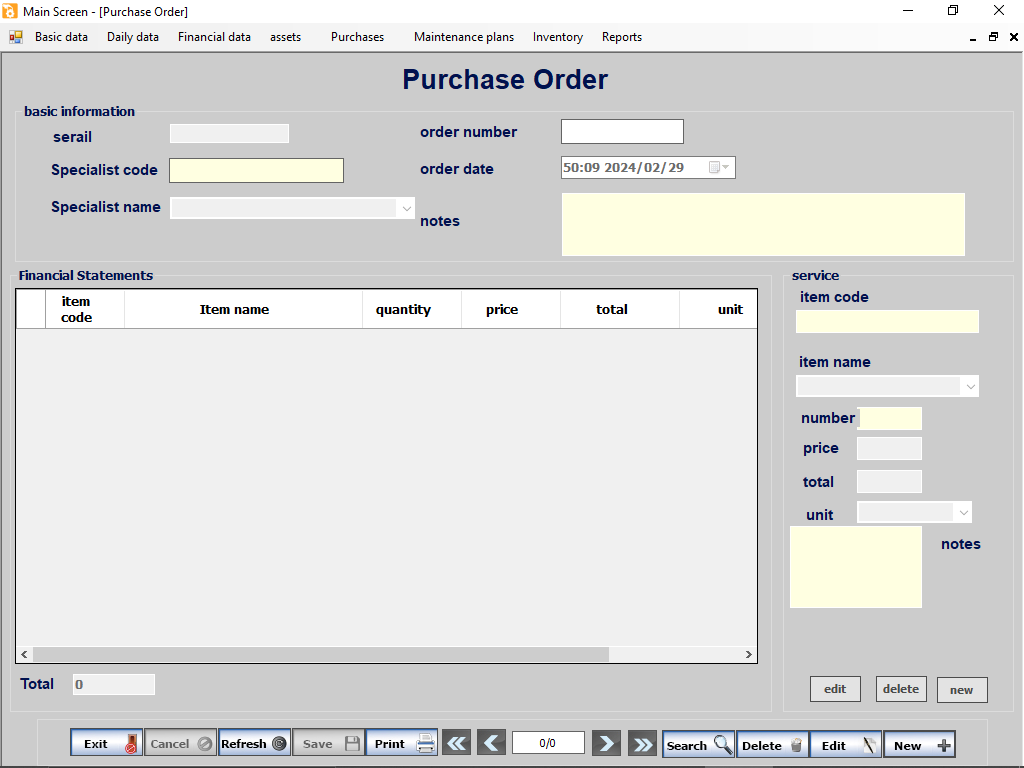 Main Screen - [Purchase Order]
Basic data Daily data Financial data assets Purchases Maintenance plans Inventory Reports
Purchase Order
basic information
serail
order number
Specialist code
order date
50:09 2024/02/29
Specialist name
notes
Financial Statements
item code Item name quantity price total unit
Total 0
service
item code
item name
number
price
total
unit
notes
edit delete new
Exit Cancel Refresh Save Print 0/0 Search Delete Edit New